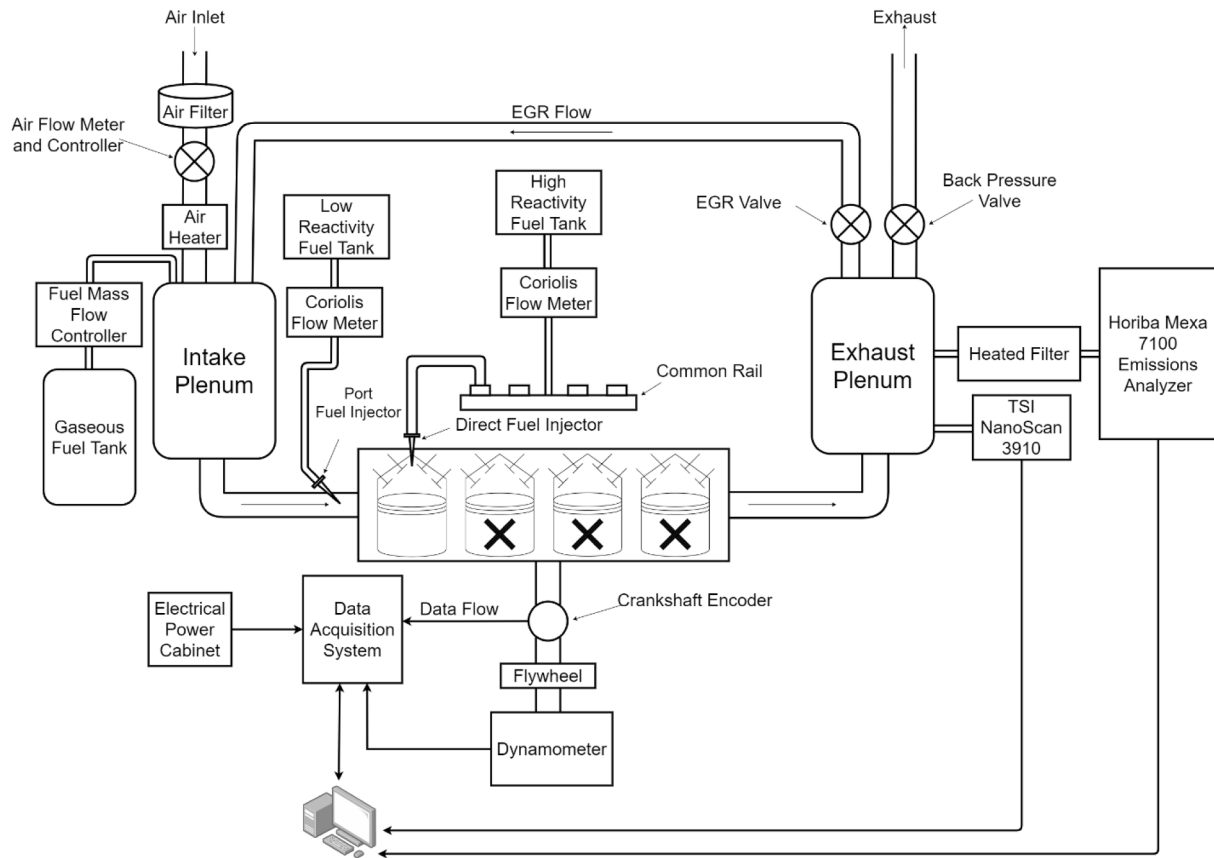 Air Inlet
Exhaust
Air Filter
EGR Flow
Air Flow Meter
and Controller
High
Reactivity
Fuel Tank
Back Pressure
Valve
EGR Valve
Low
Reactivity
Fuel Tank
Air
Heater
Fuel Mass
Flow
Controller
Coriolis
Flow Meter
Coriolis
Flow Meter
Intake
Plenum
Exhaust
Plenum
Heated Filter
Horiba Mexa
7100
Emissions
Analyzer
Common Rail
Port
Fuel Injector
Gaseous
Fuel Tank
Direct Fuel Injector
TSI
NanoScan
3910
Electrical
Power
Cabinet
Data
Acquisition
System
Data Flow
Crankshaft Encoder
Flywheel
Dynamometer